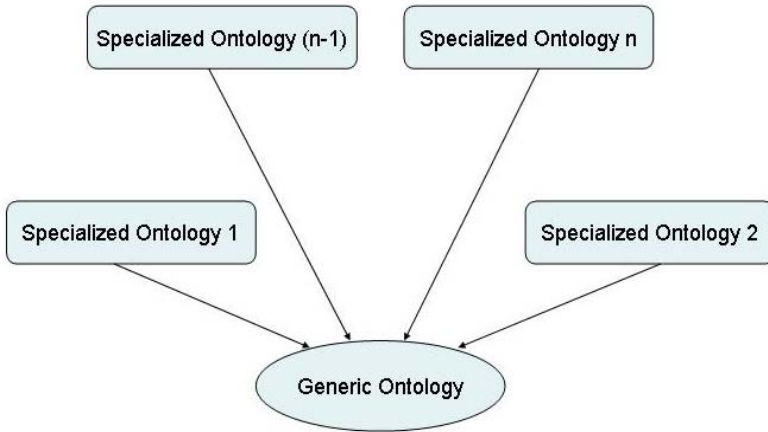 Specialized Ontology (n-1)
Specialized Ontology n
Specialized Ontology 1
Specialized Ontology 2
Generic Ontology